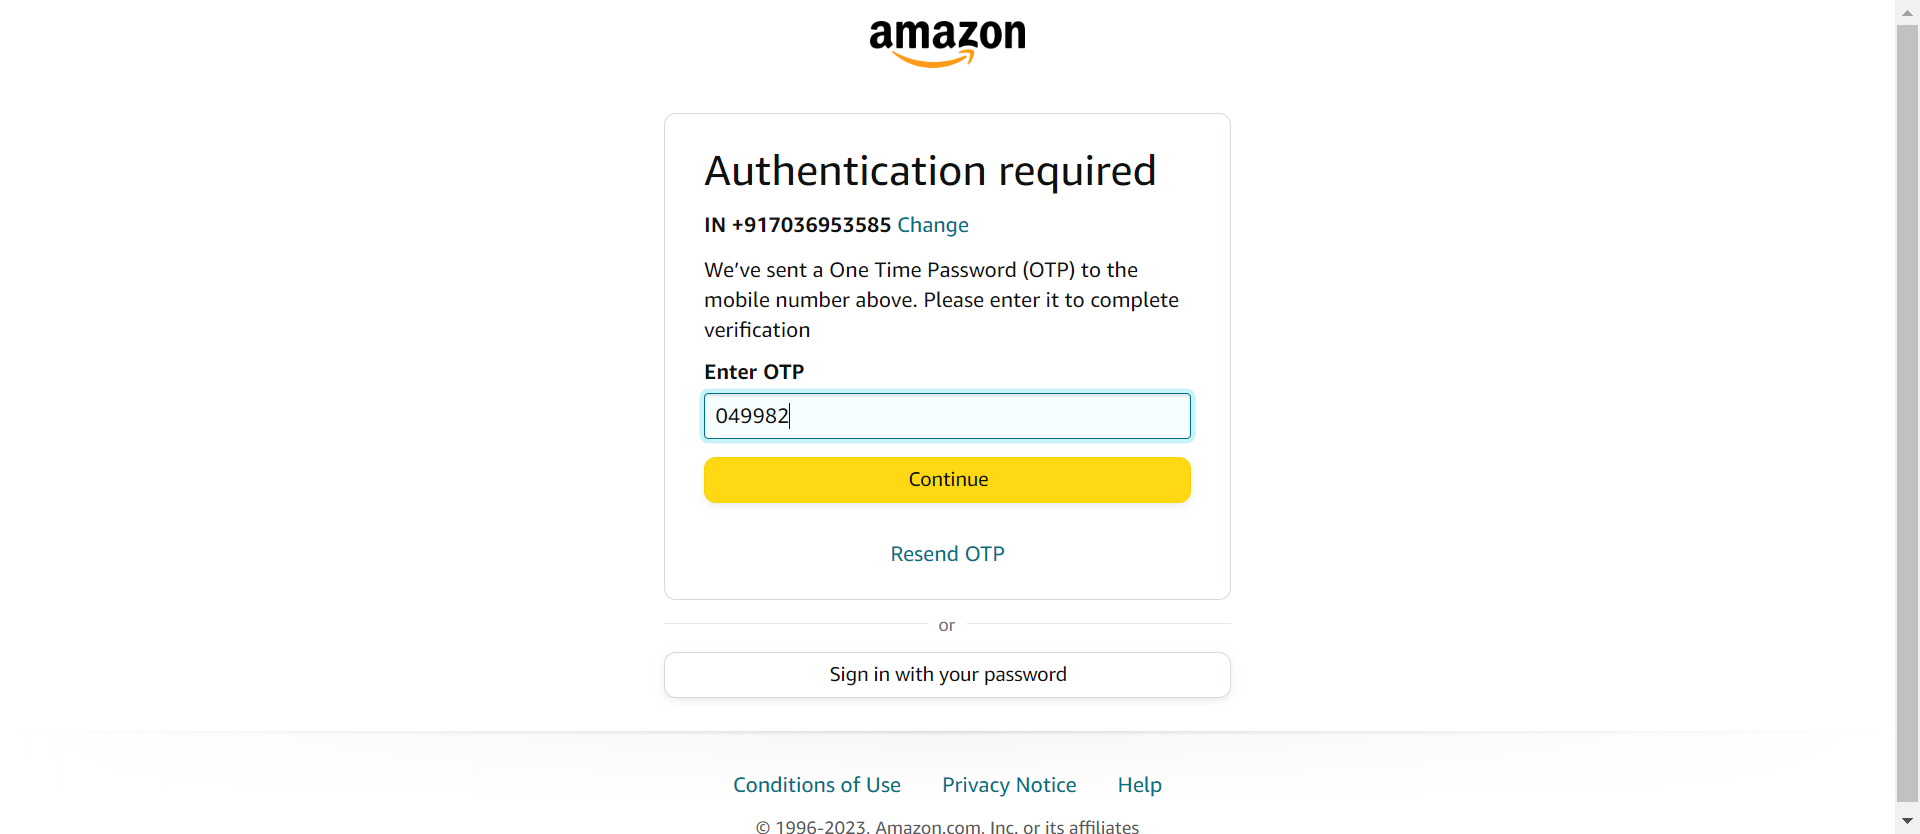 amazon
Authentication required
IN +917036953585 Change
We’ve sent a One Time Password (OTP) to the
mobile number above. Please enter it to complete
verification
Enter OTP
049982
Continue
Resend OTP
or
Sign in with your password
Conditions of Use Privacy Notice Help
© 1996-2023, Amazon.com, Inc. or its affiliates